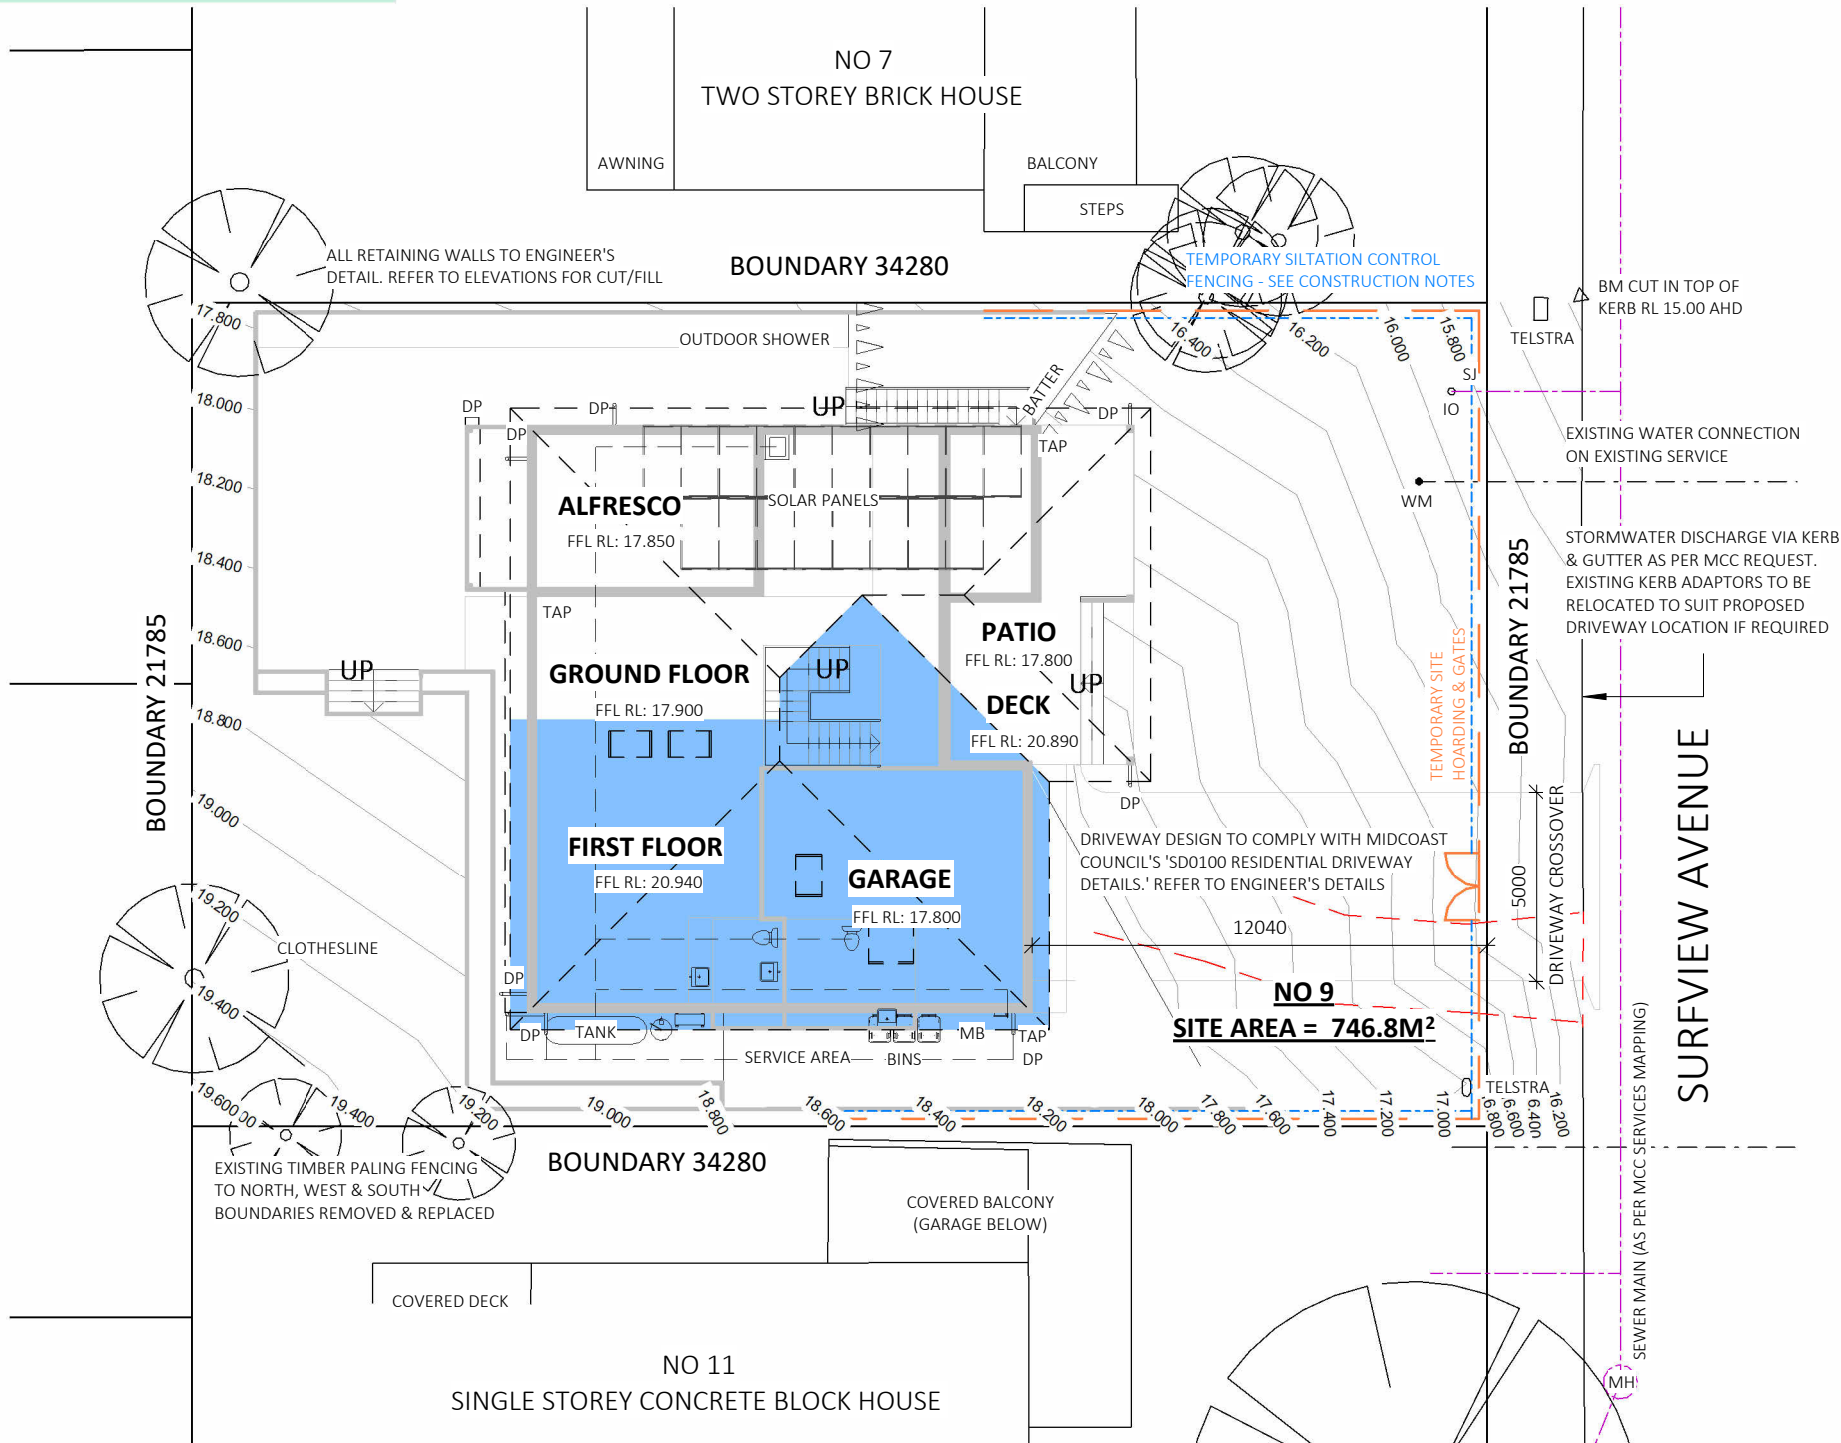 NO 7
TWO STOREY BRICK HOUSE
AWNING
BALCONY
STEPS
ALL RETAINING WALLS TO ENGINEER'S
DETAIL. REFER TO ELEVATIONS FOR CUT/FILL
BOUNDARY 34280
TEMPORARY SILTATION CONTROL
FENCING - SEE CONSTRUCTION NOTES
BM CUT IN TOP OF
KERB RL 15.00 AHD
TELSTRA
17.800
OUTDOOR SHOWER
16.400
16.200
16.000
15.800
SJ
IO
18.000
DP
DP
UP
BATTER
DP
DP
TAP
EXISTING WATER CONNECTION
ON EXISTING SERVICE
18.200
ALFRESCO
FFL RL: 17.850
SOLAR PANELS
WM
18.400
STORMWATER DISCHARGE VIA KERB
& GUTTER AS PER MCC REQUEST.
EXISTING KERB ADAPTORS TO BE
RELOCATED TO SUIT PROPOSED
DRIVEWAY LOCATION IF REQUIRED
BOUNDARY 21785
TAP
18.600
BOUNDARY 21785
UP
GROUND FLOOR
FFL RL: 17.900
UP
PATIO
FFL RL: 17.800
UP
DECK
FFL RL: 20.890
TEMPORARY SITE
HOARDING & GATES
18.800
19.000
DP
FIRST FLOOR
FFL RL: 20.940
GARAGE
FFL RL: 17.800
DRIVEWAY DESIGN TO COMPLY WITH MIDCOAST
COUNCIL'S 'SD0100 RESIDENTIAL DRIVEWAY
DETAILS.' REFER TO ENGINEER'S DETAILS
5000
DRIVEWAY CROSSOVER
SURFVIEW AVENUE
12040
19.200
CLOTHESLINE
19.400
DP
NO 9
SITE AREA = 746.8M²
DP
TANK
SERVICE AREA
BINS
MB
TAP
DP
TELSTRA
19.600
19.400
19.200
19.000
18.800
18.600
18.400
18.200
18.000
17.800
17.600
17.400
17.200
17.000
16.800
16.600
16.400
16.200
SEWER MAIN (AS PER MCC SERVICES MAPPING)
EXISTING TIMBER PALING FENCING
TO NORTH, WEST & SOUTH
BOUNDARIES REMOVED & REPLACED
BOUNDARY 34280
COVERED BALCONY
(GARAGE BELOW)
COVERED DECK
NO 11
SINGLE STOREY CONCRETE BLOCK HOUSE
MH